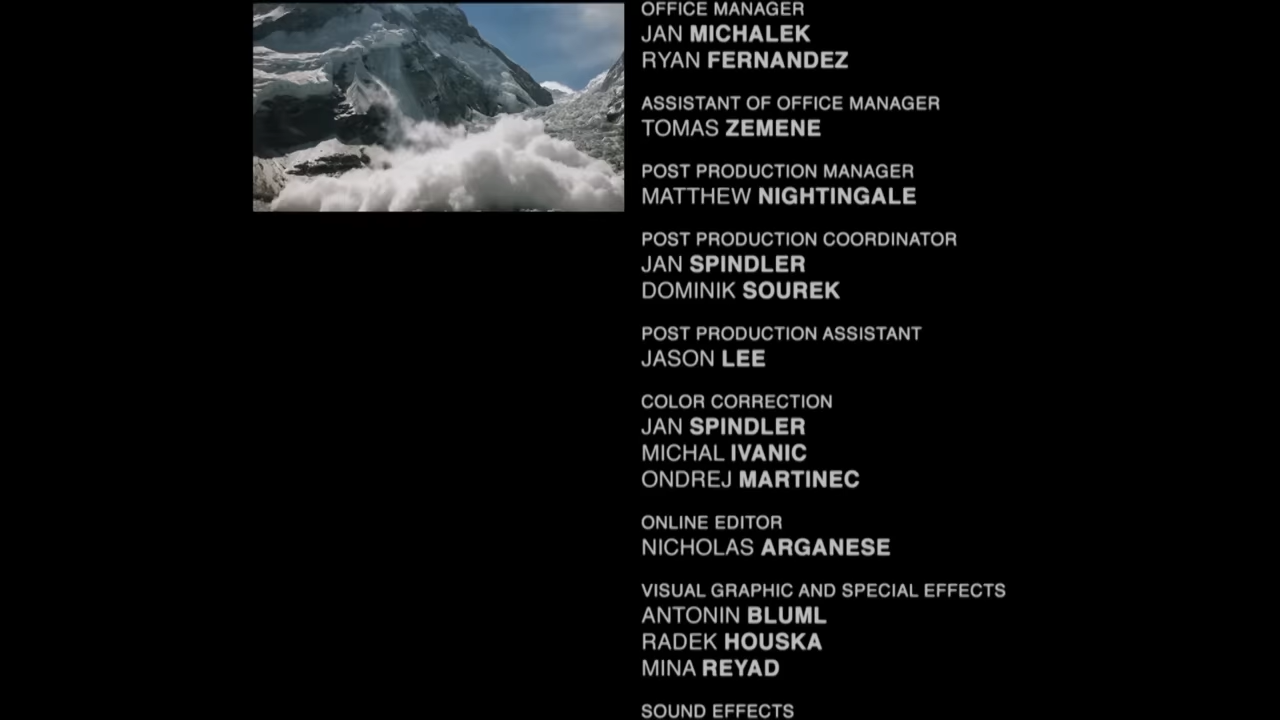 OFFICE MANAGER
JAN MICHALEK
RYAN FERNANDEZ
ASSISTANT OF OFFICE MANAGER
TOMAS ZEMENE
POST PRODUCTION MANAGER
MATTHEW NIGHTINGALE
POST PRODUCTION COORDINATOR
JAN SPINDLER
DOMINIK SOUREK
POST PRODUCTION ASSISTANT
JASON LEE
COLOR CORRECTION
JAN SPINDLER
MICHAL IVANIC
ONDREJ MARTINEC
ONLINE EDITOR
NICHOLAS ARGANESE
VISUAL GRAPHIC AND SPECIAL EFFECTS
ANTONIN BLUML
RADEK HOUSKA
MINA REYAD
SOUND EFFECTS